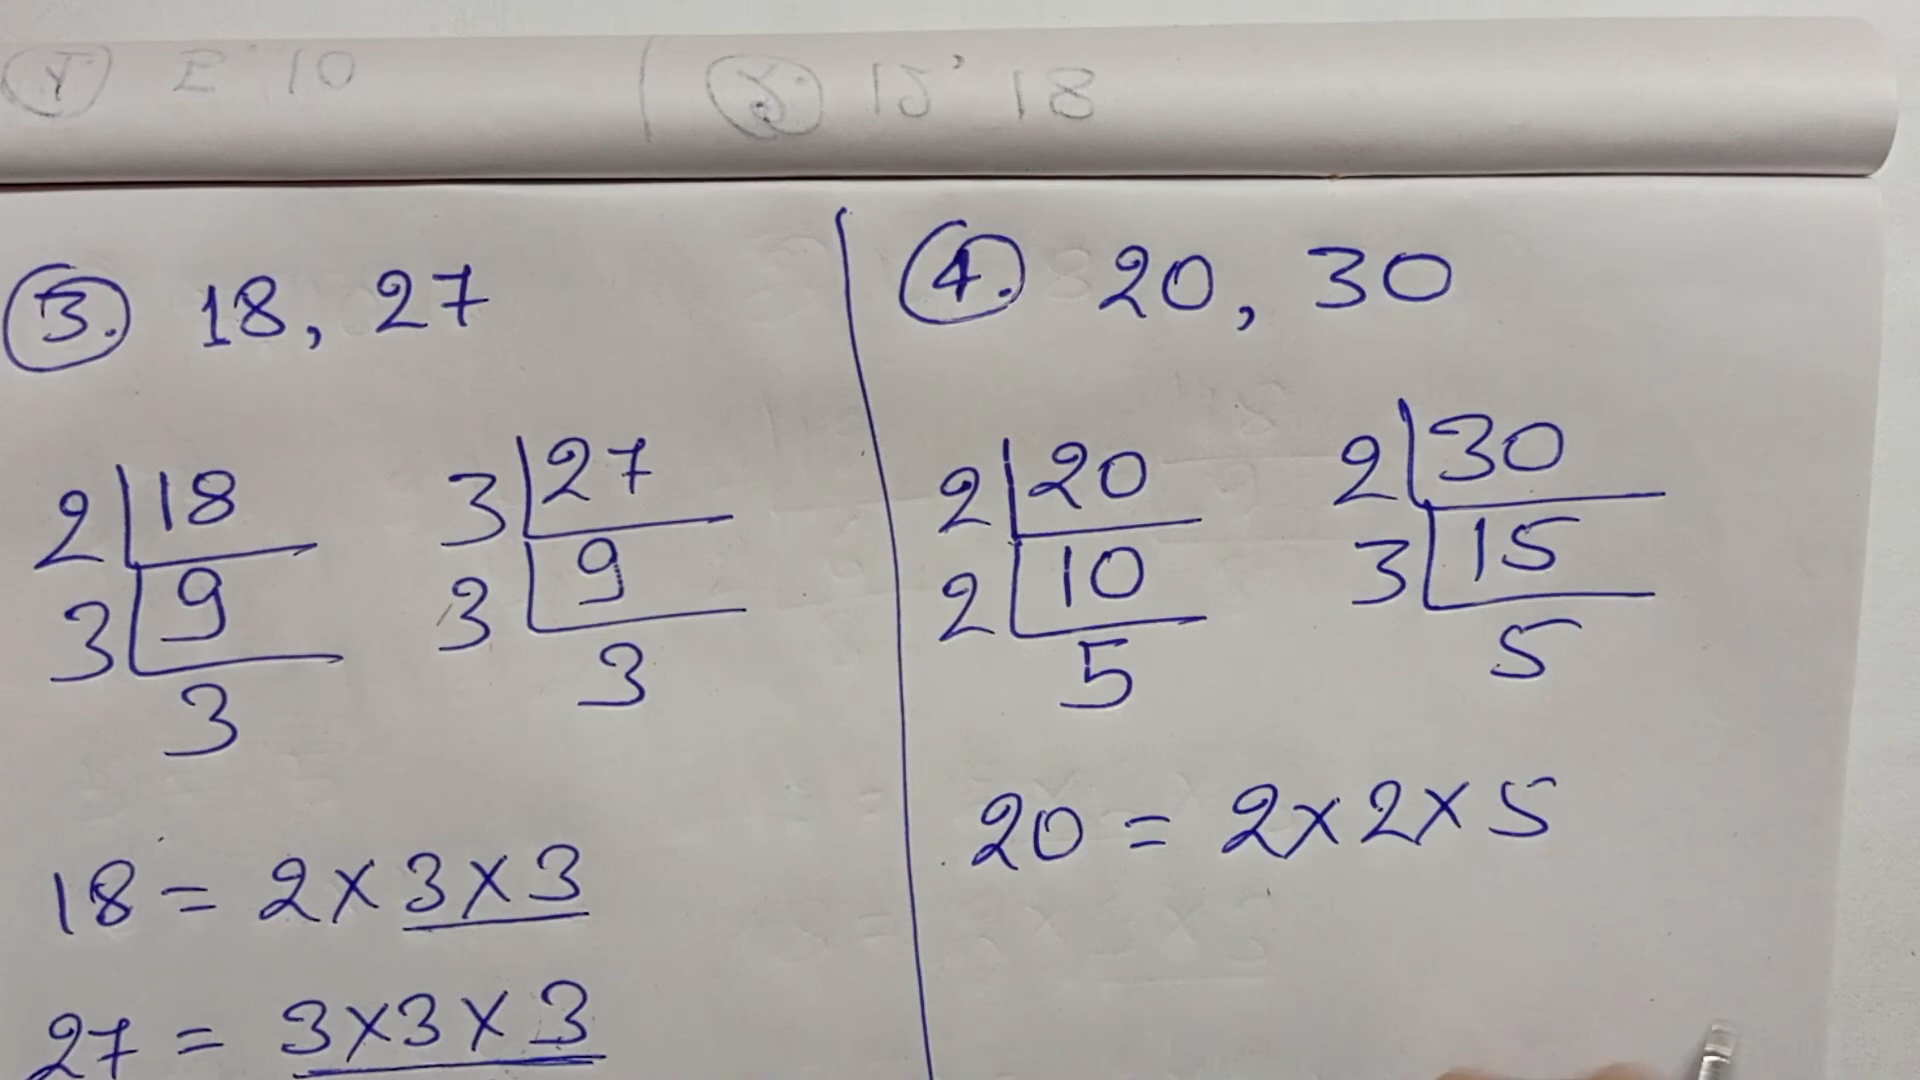 3. 18, 27
2 | 18
3 | 9
3
3 | 27
3 | 9
3
18 = 2 × 3 × 3
27 = 3 × 3 × 3
4. 20, 30
2 | 20
2 | 10
5
2 | 30
3 | 15
5
20 = 2 × 2 × 5